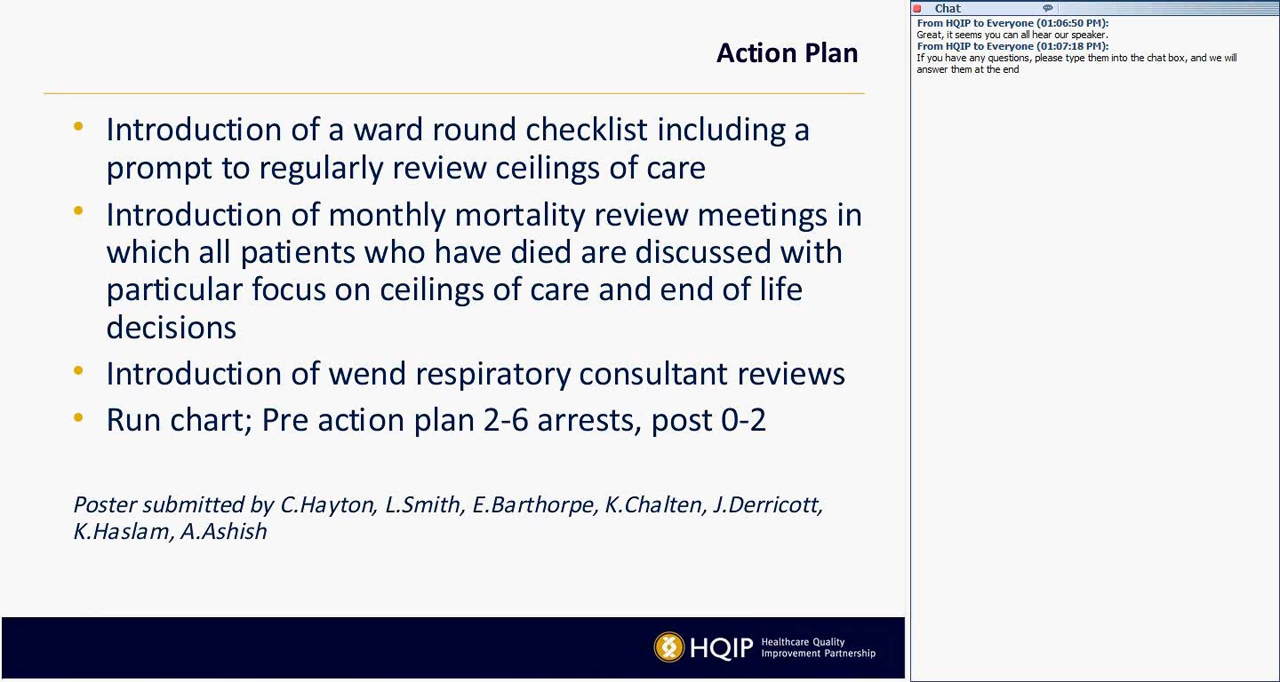 Action Plan
• Introduction of a ward round checklist including a
prompt to regularly review ceilings of care
• Introduction of monthly mortality review meetings in
which all patients who have died are discussed with
particular focus on ceilings of care and end of life
decisions
• Introduction of wend respiratory consultant reviews
• Run chart; Pre action plan 2-6 arrests, post 0-2
Poster submitted by C.Hayton, L.Smith, E.Barthorpe, K.Chalten, J.Derricott,
K.Haslam, A.Ashish
HQIP
Healthcare Quality
Improvement Partnership
Chat
From HQIP to Everyone (01:06:50 PM):
Great, it seems you can all hear our speaker.
From HQIP to Everyone (01:07:18 PM):
If you have any questions, please type them into the chat box, and we will
answer them at the end